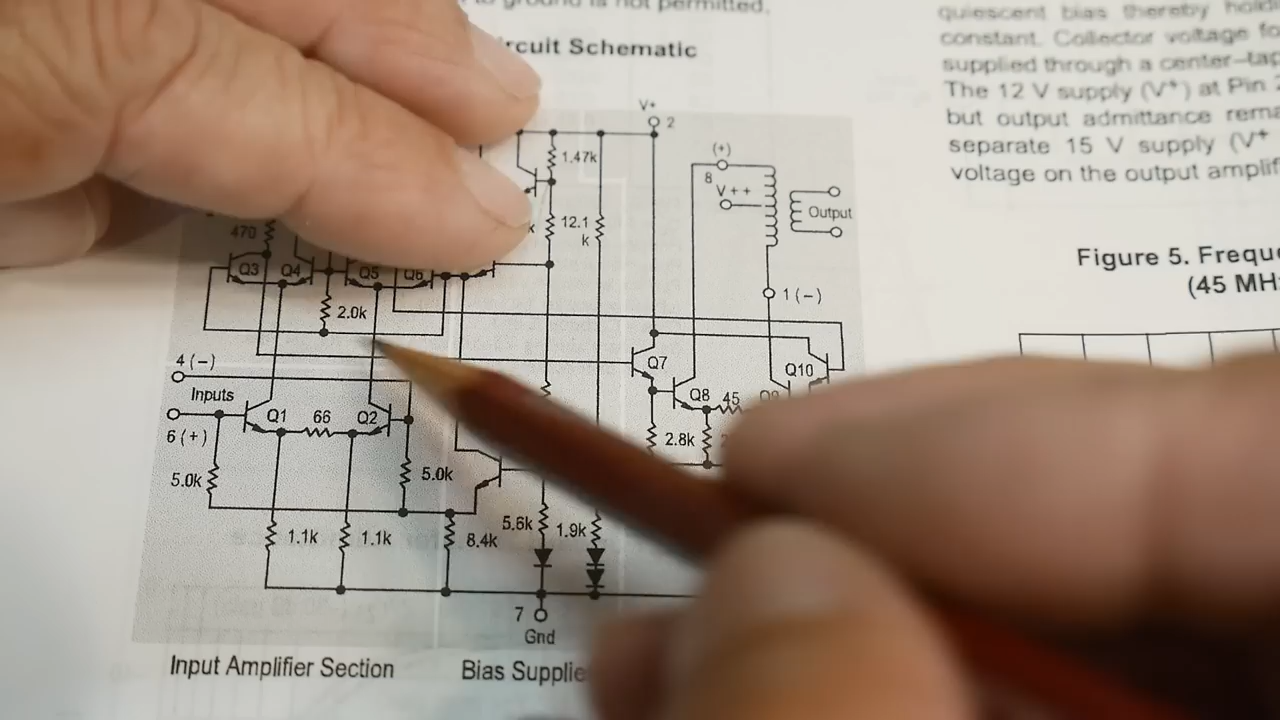 to ground is not permitted.
rcuit Schematic
V+
2
1.47k
(+)
8
V++
Output
12.1
k
k
470
Q3
Q4
Q5
Q6
1 (–)
2.0k
4 (–)
Inputs
Q7
Q10
Q1
66
Q2
Q8
45
6 (+)
2.8k
5.0k
5.0k
1.1k
1.1k
8.4k
5.6k
1.9k
7
Gnd
Input Amplifier Section
Bias Supplie
quiescent bias thereby holdi
constant. Collector voltage fo
supplied through a center–tap
The 12 V supply (V+) at Pin 2
but output admittance rema
separate 15 V supply (V+
voltage on the output amplif
Figure 5. Freque
(45 MHz